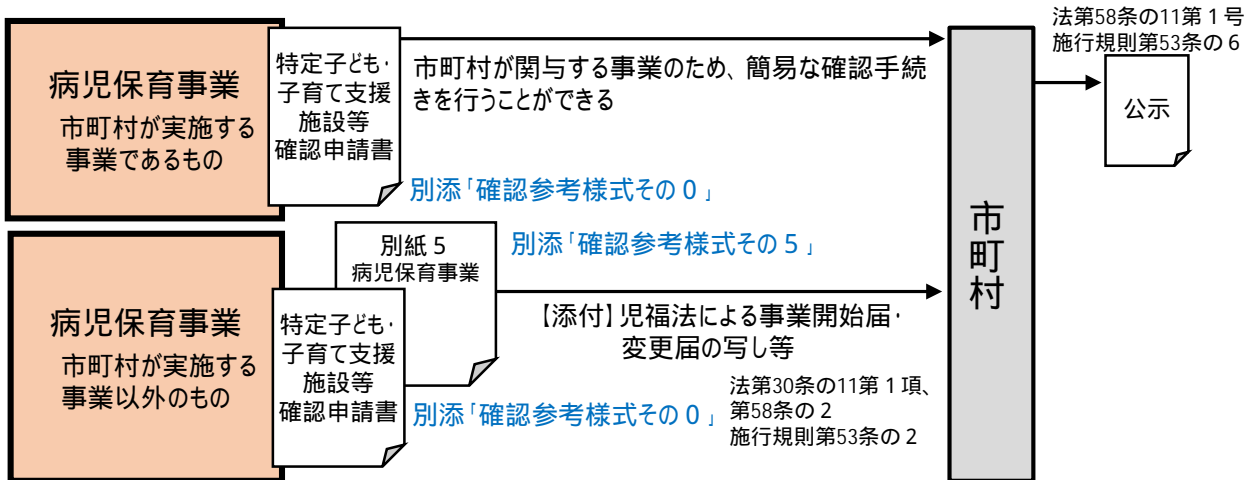 病児保育事業
市町村が実施する
事業であるもの
特定子ども・
子育て支援
施設等
確認申請書
市町村が関与する事業のため、簡易な確認手続
きを行うことができる
別添「確認参考様式その０」
法第58条の11第１号
施行規則第53条の６
公示
市町村
病児保育事業
市町村が実施する
事業以外のもの
別紙５
病児保育事業
別添「確認参考様式その５」
特定子ども・
子育て支援
施設等
確認申請書
【添付】児福法による事業開始届・
変更届の写し等
別添「確認参考様式その０」
法第30条の11第１項、
第58条の２
施行規則第53条の２